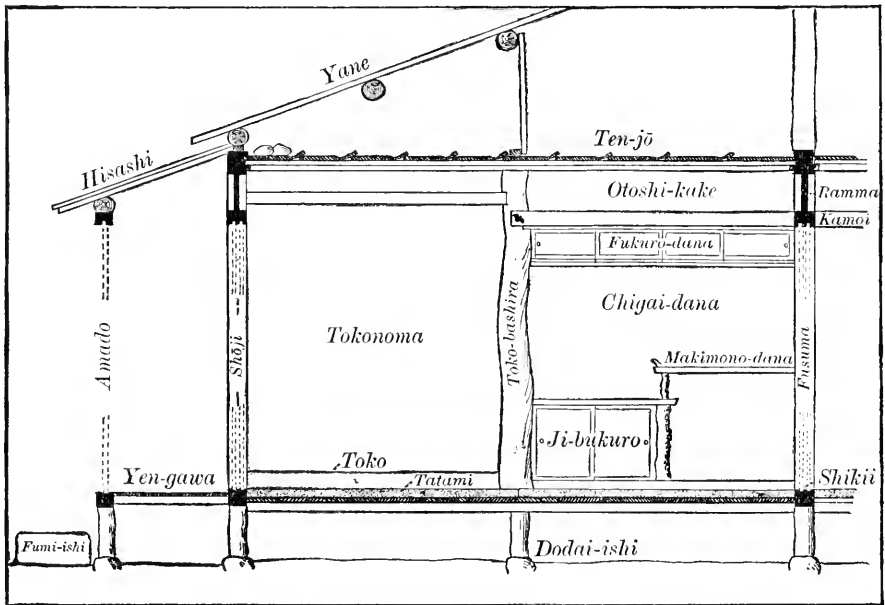 Yane
Hisashi
Ten-jō
Otoshi-kake
Ramma
Kamoi
Fukuro-dana
Chigai-dana
Tokonoma
Toko-bashira
Amado
Shōji
Fusuma
Makimono-dana
Ji-bukuro
Toko
Tatami
Yen-gawa
Shikii
Fumi-ishi
Dodai-ishi